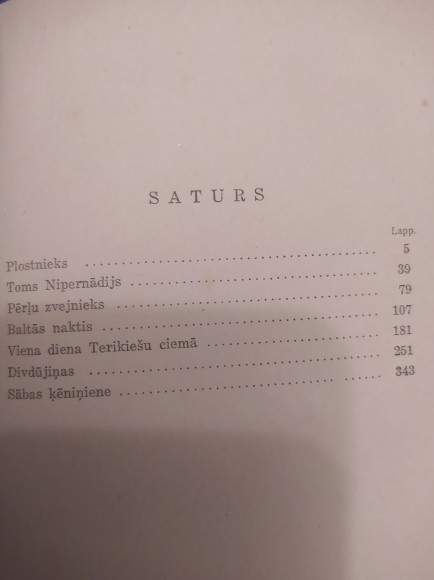 SATURS
Lapp.
Plostnieks .......................................... 5
Toms Nipernādijs .................................. 39
Pērļu zvejnieks .................................... 79
Baltās naktis ...................................... 107
Viena diena Terikiešu ciemā ....................... 181
Divdūjiņas ......................................... 251
Sābas ķēniņiene .................................... 343